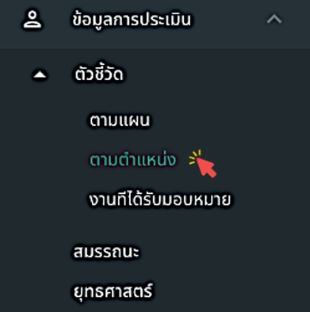 ข้อมูลการประเมิน
ตัวชี้วัด
ตามแผน
ตามตำแหน่ง
งานที่ได้รับมอบหมาย
สมรรถนะ
ยุทธศาสตร์